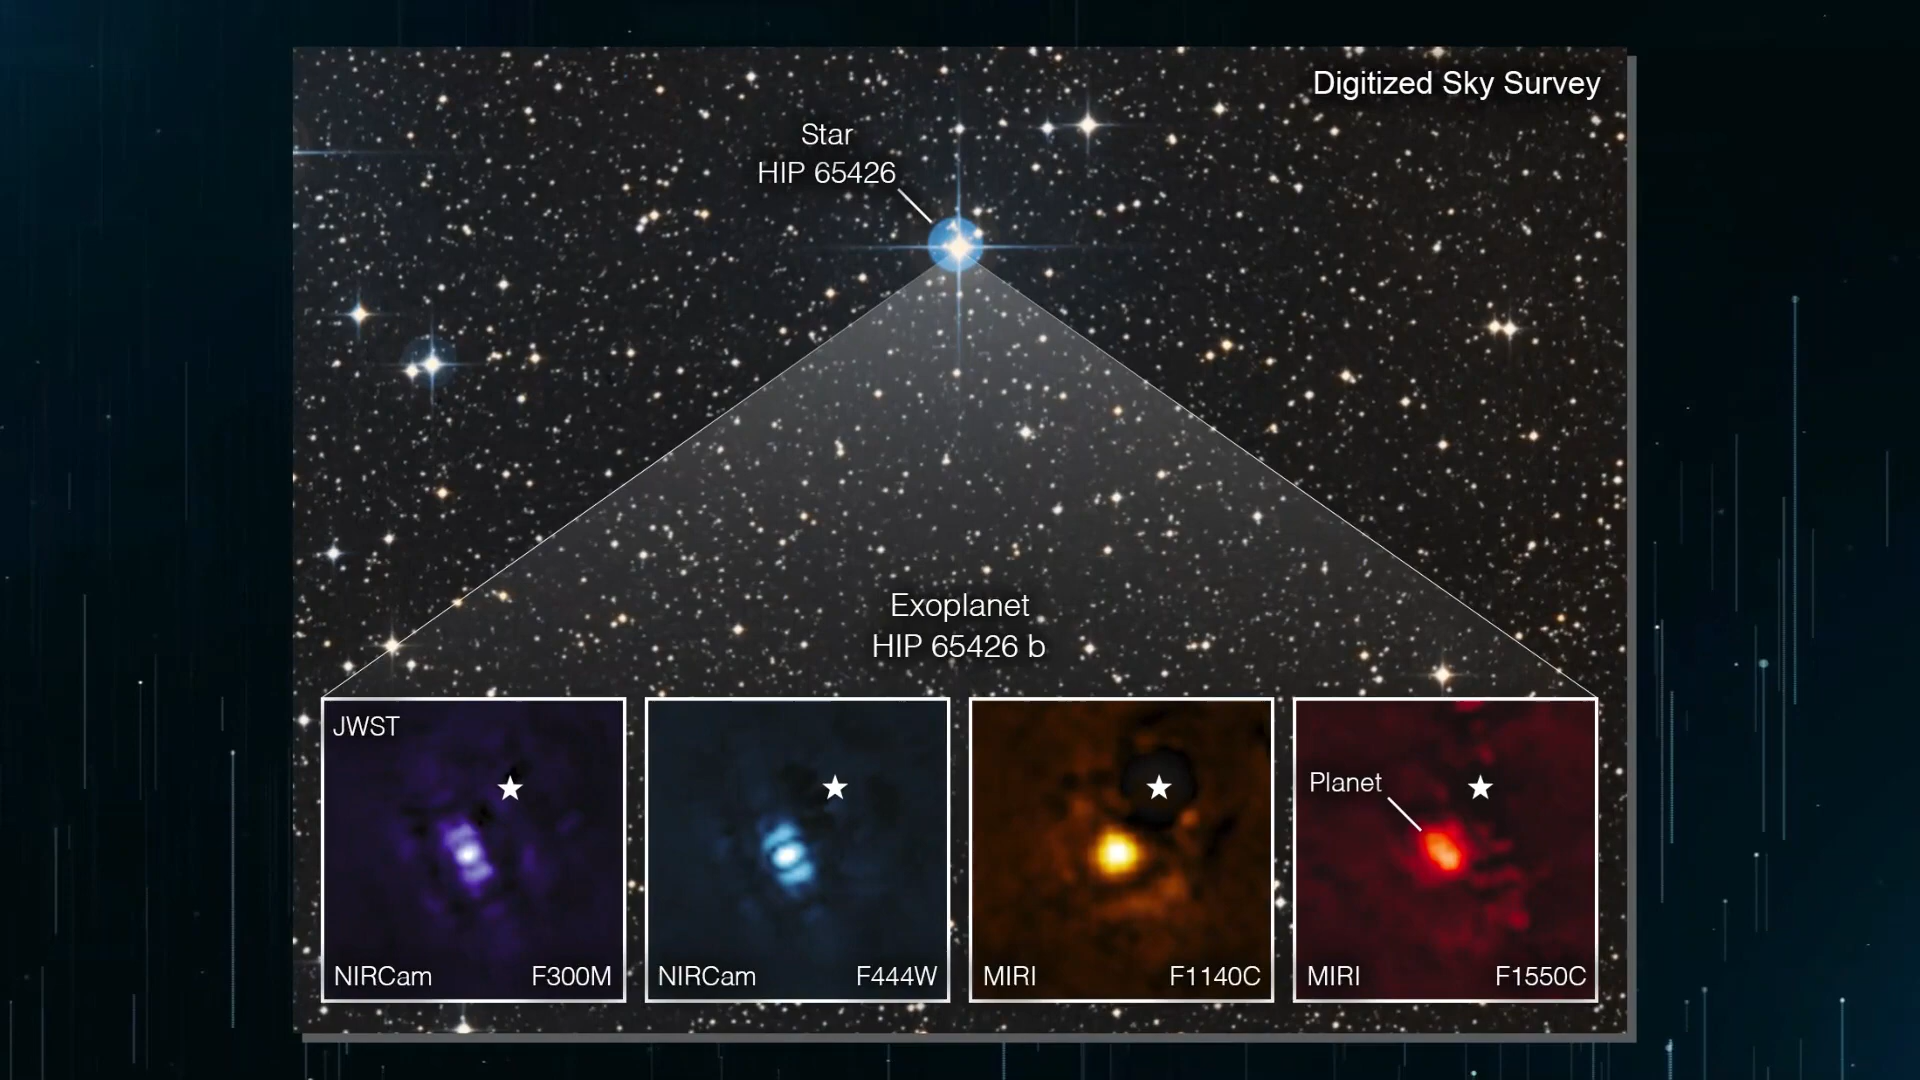 Digitized Sky Survey
Star
HIP 65426
Exoplanet
HIP 65426 b
JWST
NIRCam
F300M
NIRCam
F444W
MIRI
F1140C
Planet
MIRI
F1550C